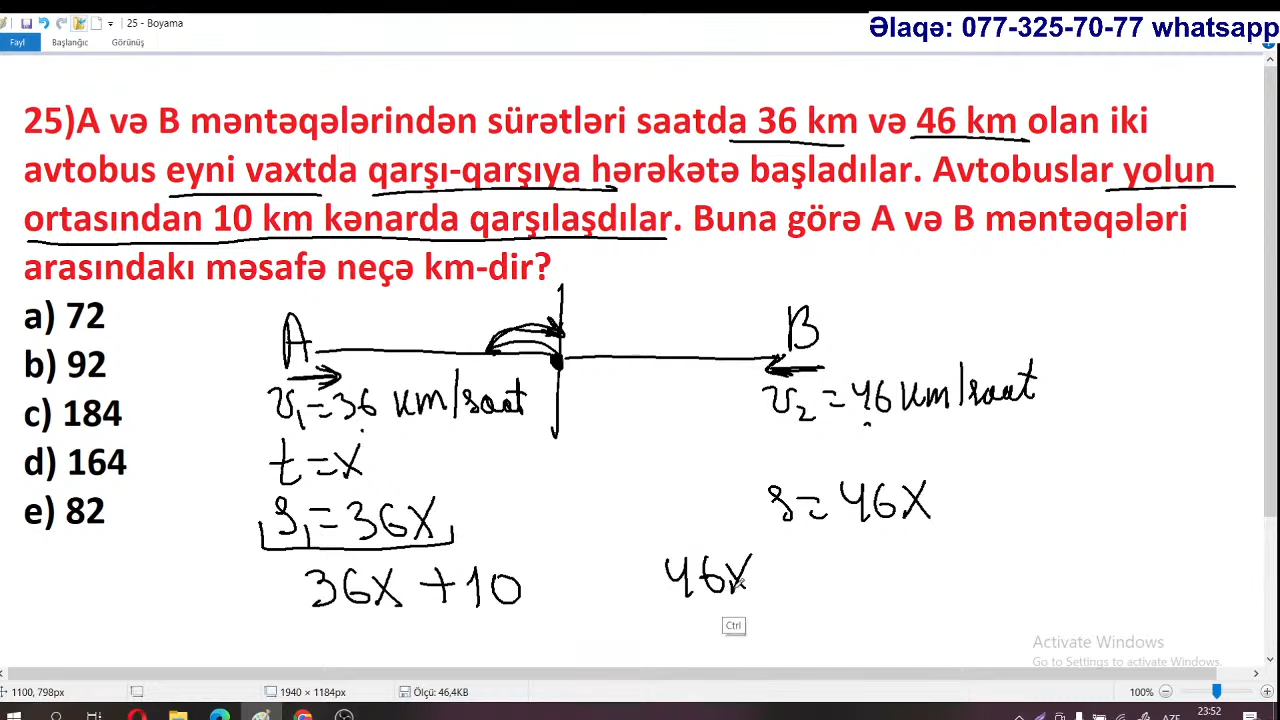 25 - Boyama
Əlaqə: 077-325-70-77 whatsapp
Fayl Başlanğıc Görünüş
25)A və B məntəqələrindən sürətləri saatda 36 km və 46 km olan iki
avtobus eyni vaxtda qarşı-qarşıya hərəkətə başladılar. Avtobuslar yolun
ortasından 10 km kənarda qarşılaşdılar. Buna görə A və B məntəqələri
arasındakı məsafə neçə km-dir?
a) 72
b) 92
c) 184
d) 164
e) 82
A B
v₁=36 km/saat v₂=46 km/saat
t=x
s₁=36x s=46x
36x+10 46x
Ctrl
Activate Windows
Go to Settings to activate Windows.
1100, 798px 1940 × 1184px Ölçü: 46,4KB 100%
AZE 23:52